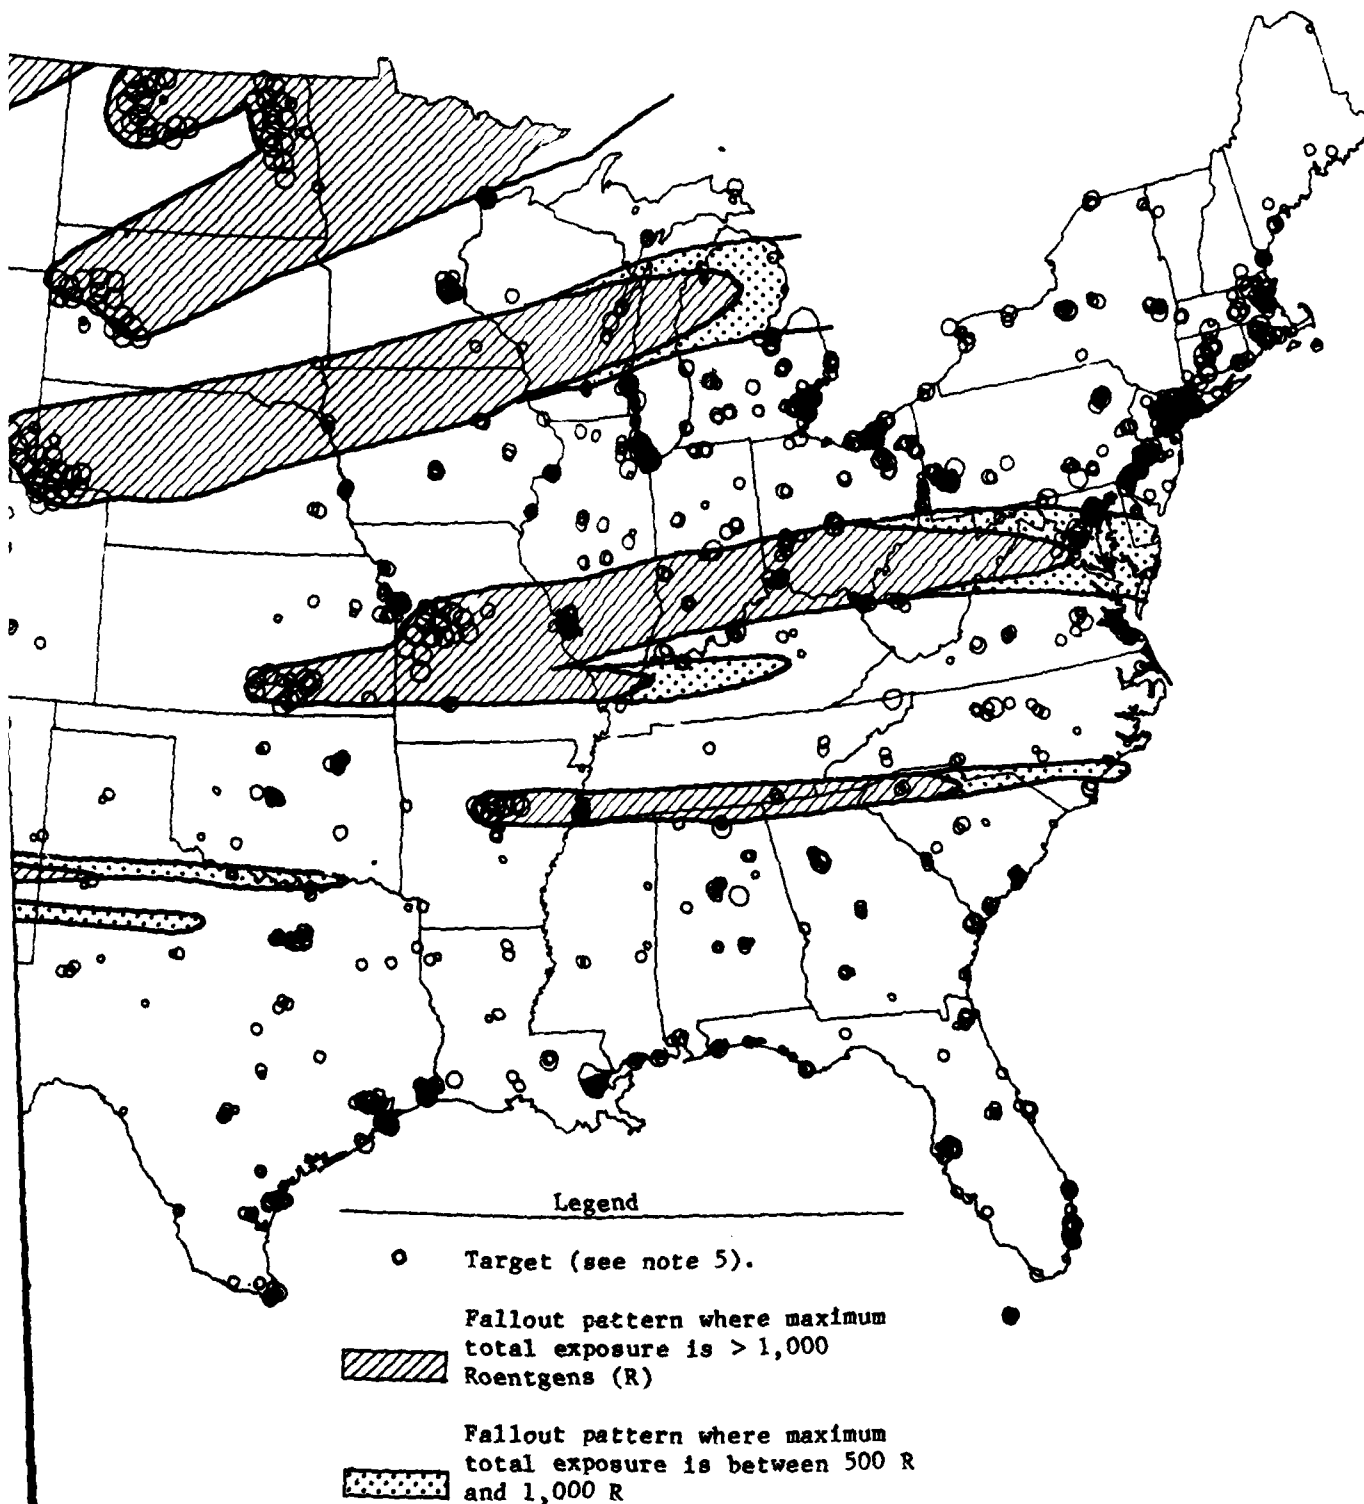 Legend
Target (see note 5).
Fallout pattern where maximum
total exposure is > 1,000
Roentgens (R)
Fallout pattern where maximum
total exposure is between 500 R
and 1,000 R